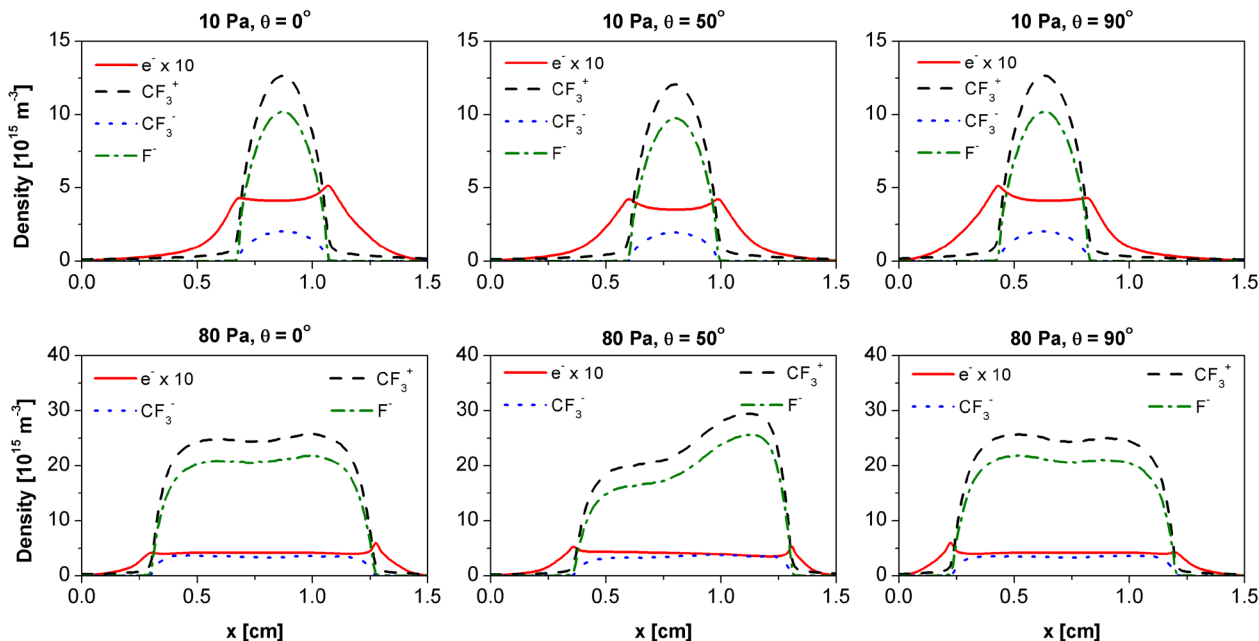 10 Pa, θ = 0°
10 Pa, θ = 50°
10 Pa, θ = 90°
Density [10¹⁵ m⁻³]
15
10
5
0
e⁻ x 10
CF₃⁺
CF₃⁻
F⁻
0.0 0.5 1.0 1.5
15
10
5
0
e⁻ x 10
CF₃⁺
CF₃⁻
F⁻
0.0 0.5 1.0 1.5
15
10
5
0
e⁻ x 10
CF₃⁺
CF₃⁻
F⁻
0.0 0.5 1.0 1.5
80 Pa, θ = 0°
80 Pa, θ = 50°
80 Pa, θ = 90°
Density [10¹⁵ m⁻³]
40
30
20
10
0
e⁻ x 10 CF₃⁺
CF₃⁻ F⁻
0.0 0.5 1.0 1.5
x [cm]
40
30
20
10
0
e⁻ x 10 CF₃⁺
CF₃⁻ F⁻
0.0 0.5 1.0 1.5
x [cm]
40
30
20
10
0
e⁻ x 10 CF₃⁺
CF₃⁻ F⁻
0.0 0.5 1.0 1.5
x [cm]